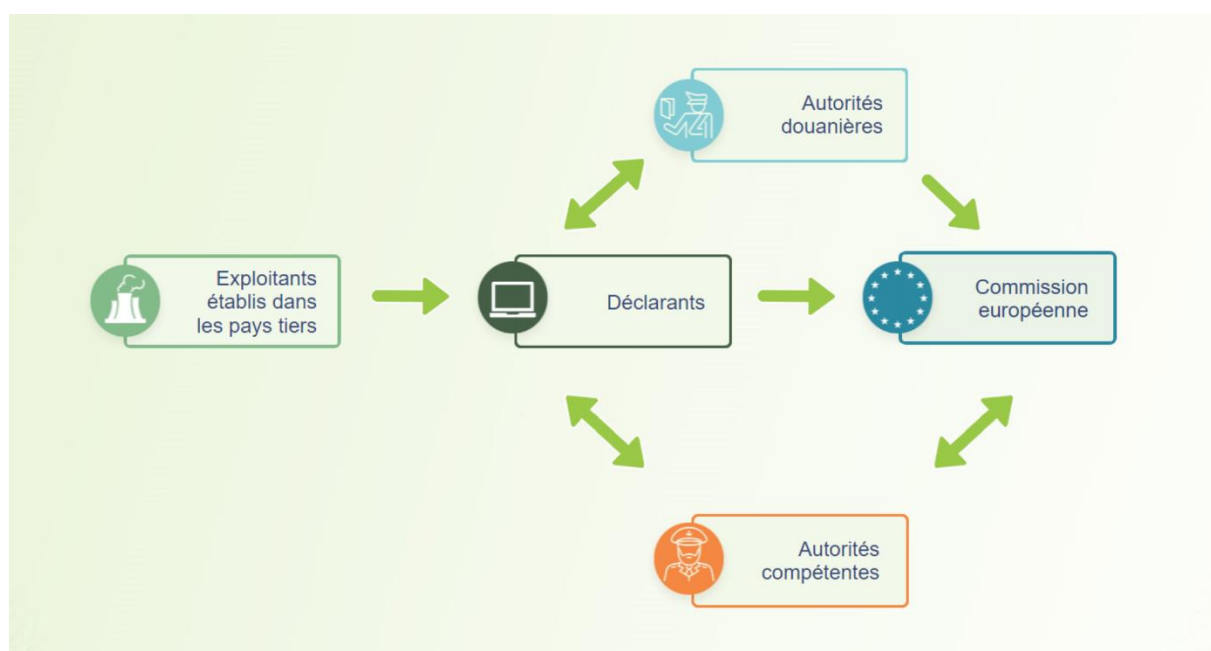 Autorités
douanières
Exploitants
établis dans
les pays tiers
Déclarants
Commission
européenne
Autorités
compétentes